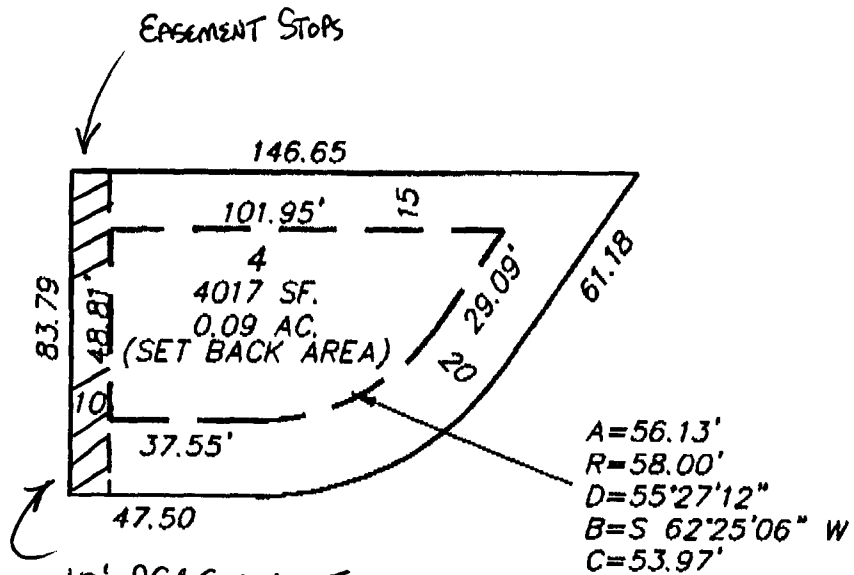 EASEMENT STOPS
146.65
101.95'
15
4
4017 SF.
0.09 AC.
(SET BACK AREA)
83.79
48.81'
29.09'
61.18
20
10
37.55'
47.50
A=56.13'
R=58.00'
D=55°27'12"
B=S 62°25'06" W
C=53.97'